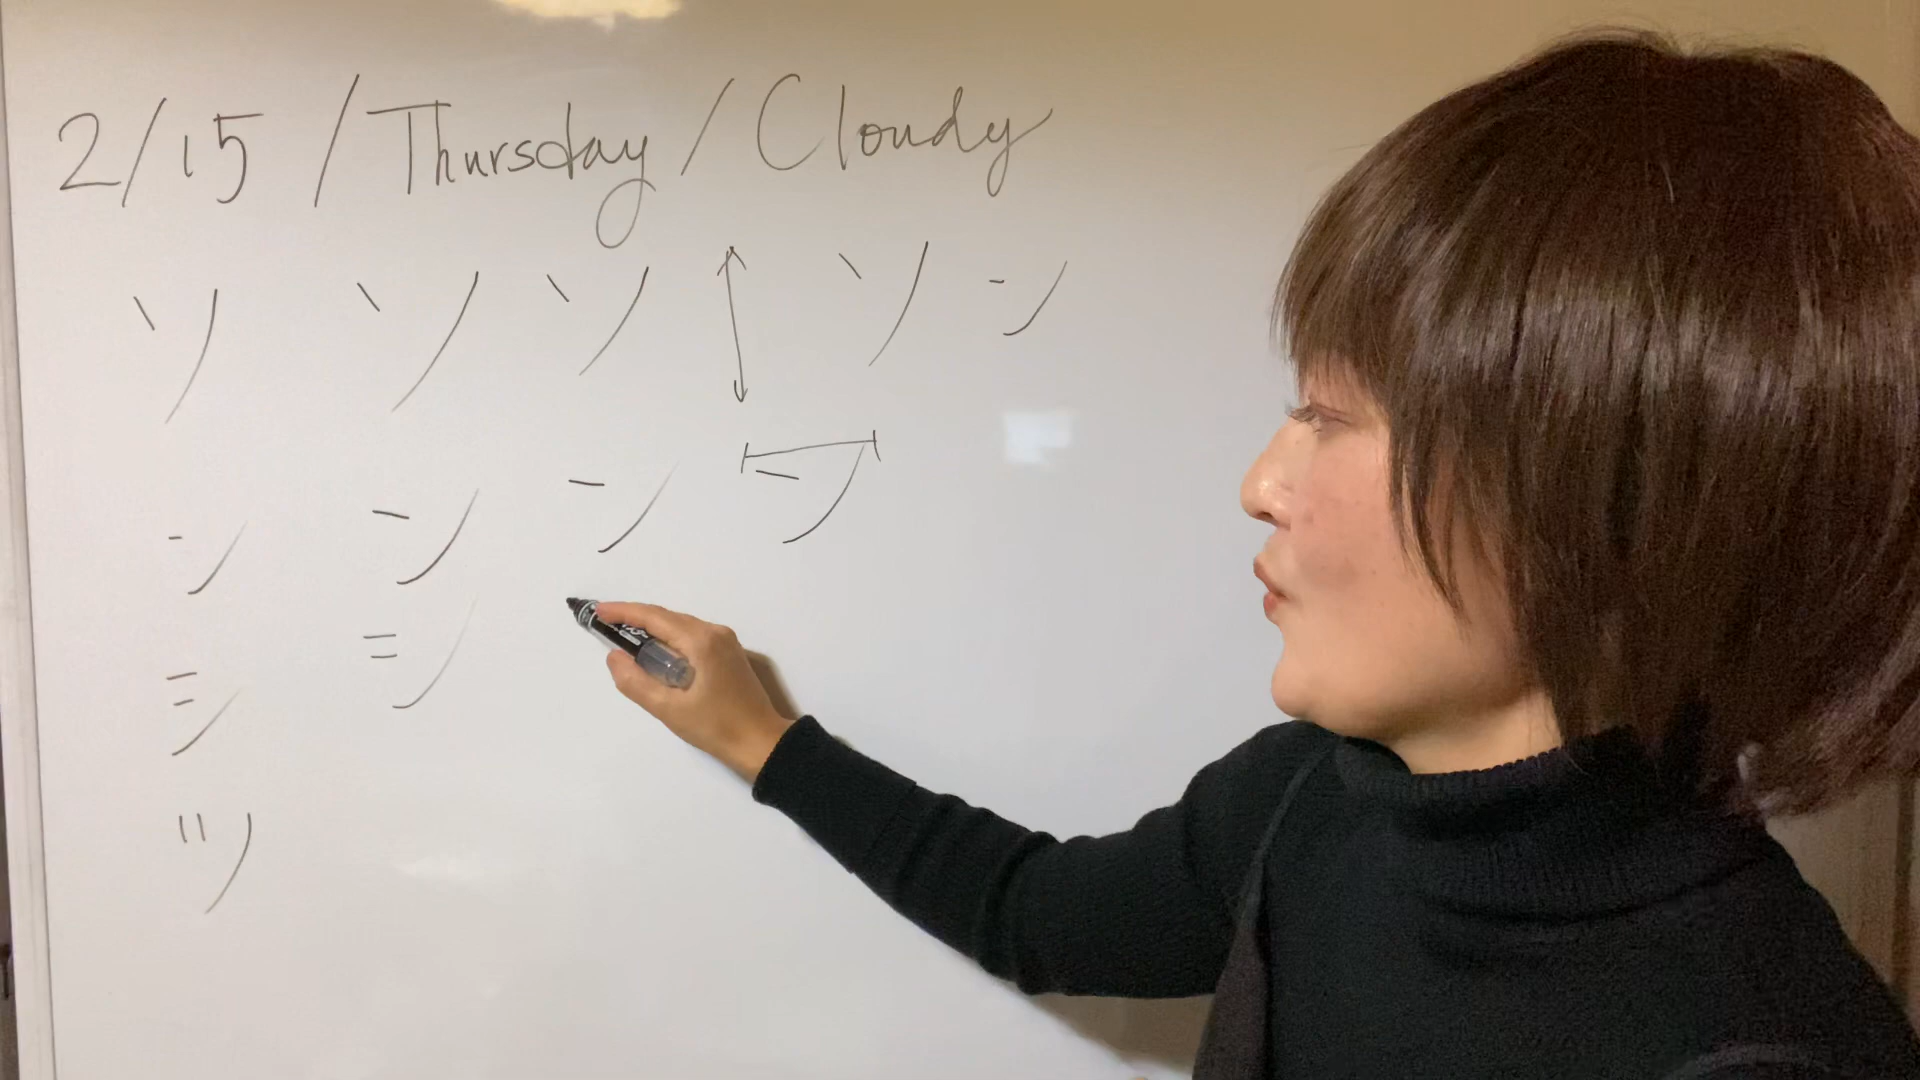 2/15 / Thursday / Cloudy
ソ ソ ソ ソ ン
ン ン ン ン
シ シ
ツ